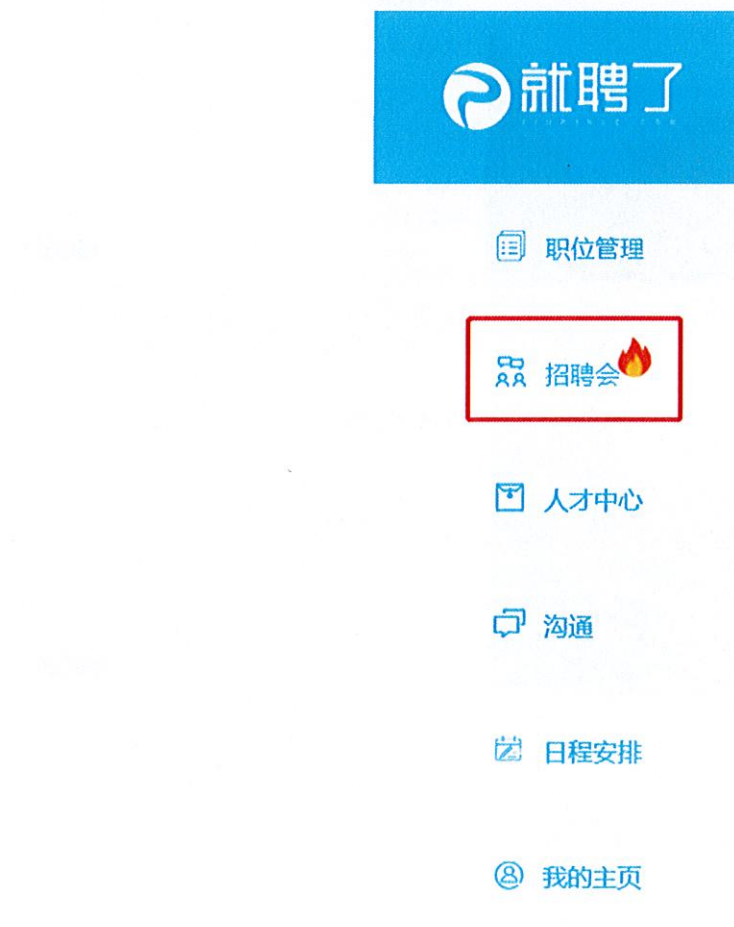 就聘了
职位管理
招聘会
人才中心
沟通
日程安排
我的主页